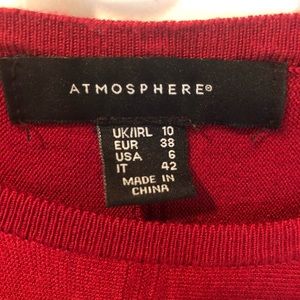 ATMOSPHERE®
UK/IRL 10
EUR 38
USA 6
IT 42
MADE IN
CHINA